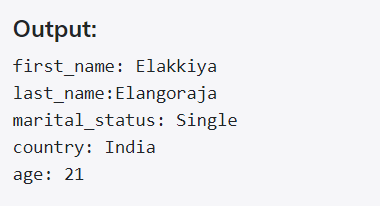 Output:
first_name: Elakkiya
last_name:Elangoraja
marital_status: Single
country: India
age: 21